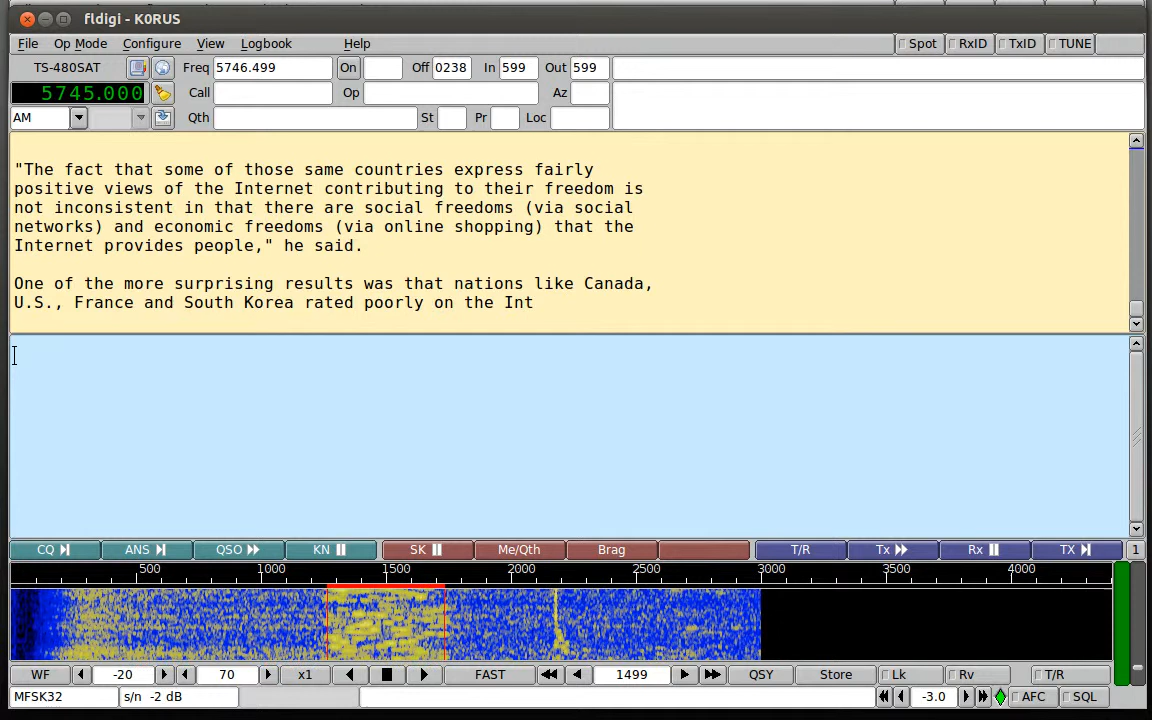 fldigi - K0RUS
File Op Mode Configure View Logbook Help Spot RxID TxID TUNE
TS-480SAT Freq 5746.499 On Off 0238 In 599 Out 599
5745.000 Call Op Az
AM Qth St Pr Loc
"The fact that some of those same countries express fairly
positive views of the Internet contributing to their freedom is
not inconsistent in that there are social freedoms (via social
networks) and economic freedoms (via online shopping) that the
Internet provides people," he said.
One of the more surprising results was that nations like Canada,
U.S., France and South Korea rated poorly on the Int
CQ ANS QSO KN SK Me/Qth Brag T/R Tx Rx TX 1
500 1000 1500 2000 2500 3000 3500 4000
WF -20 70 x1 FAST 1499 QSY Store Lk Rv T/R
MFSK32 s/n -2 dB -3.0 AFC SQL